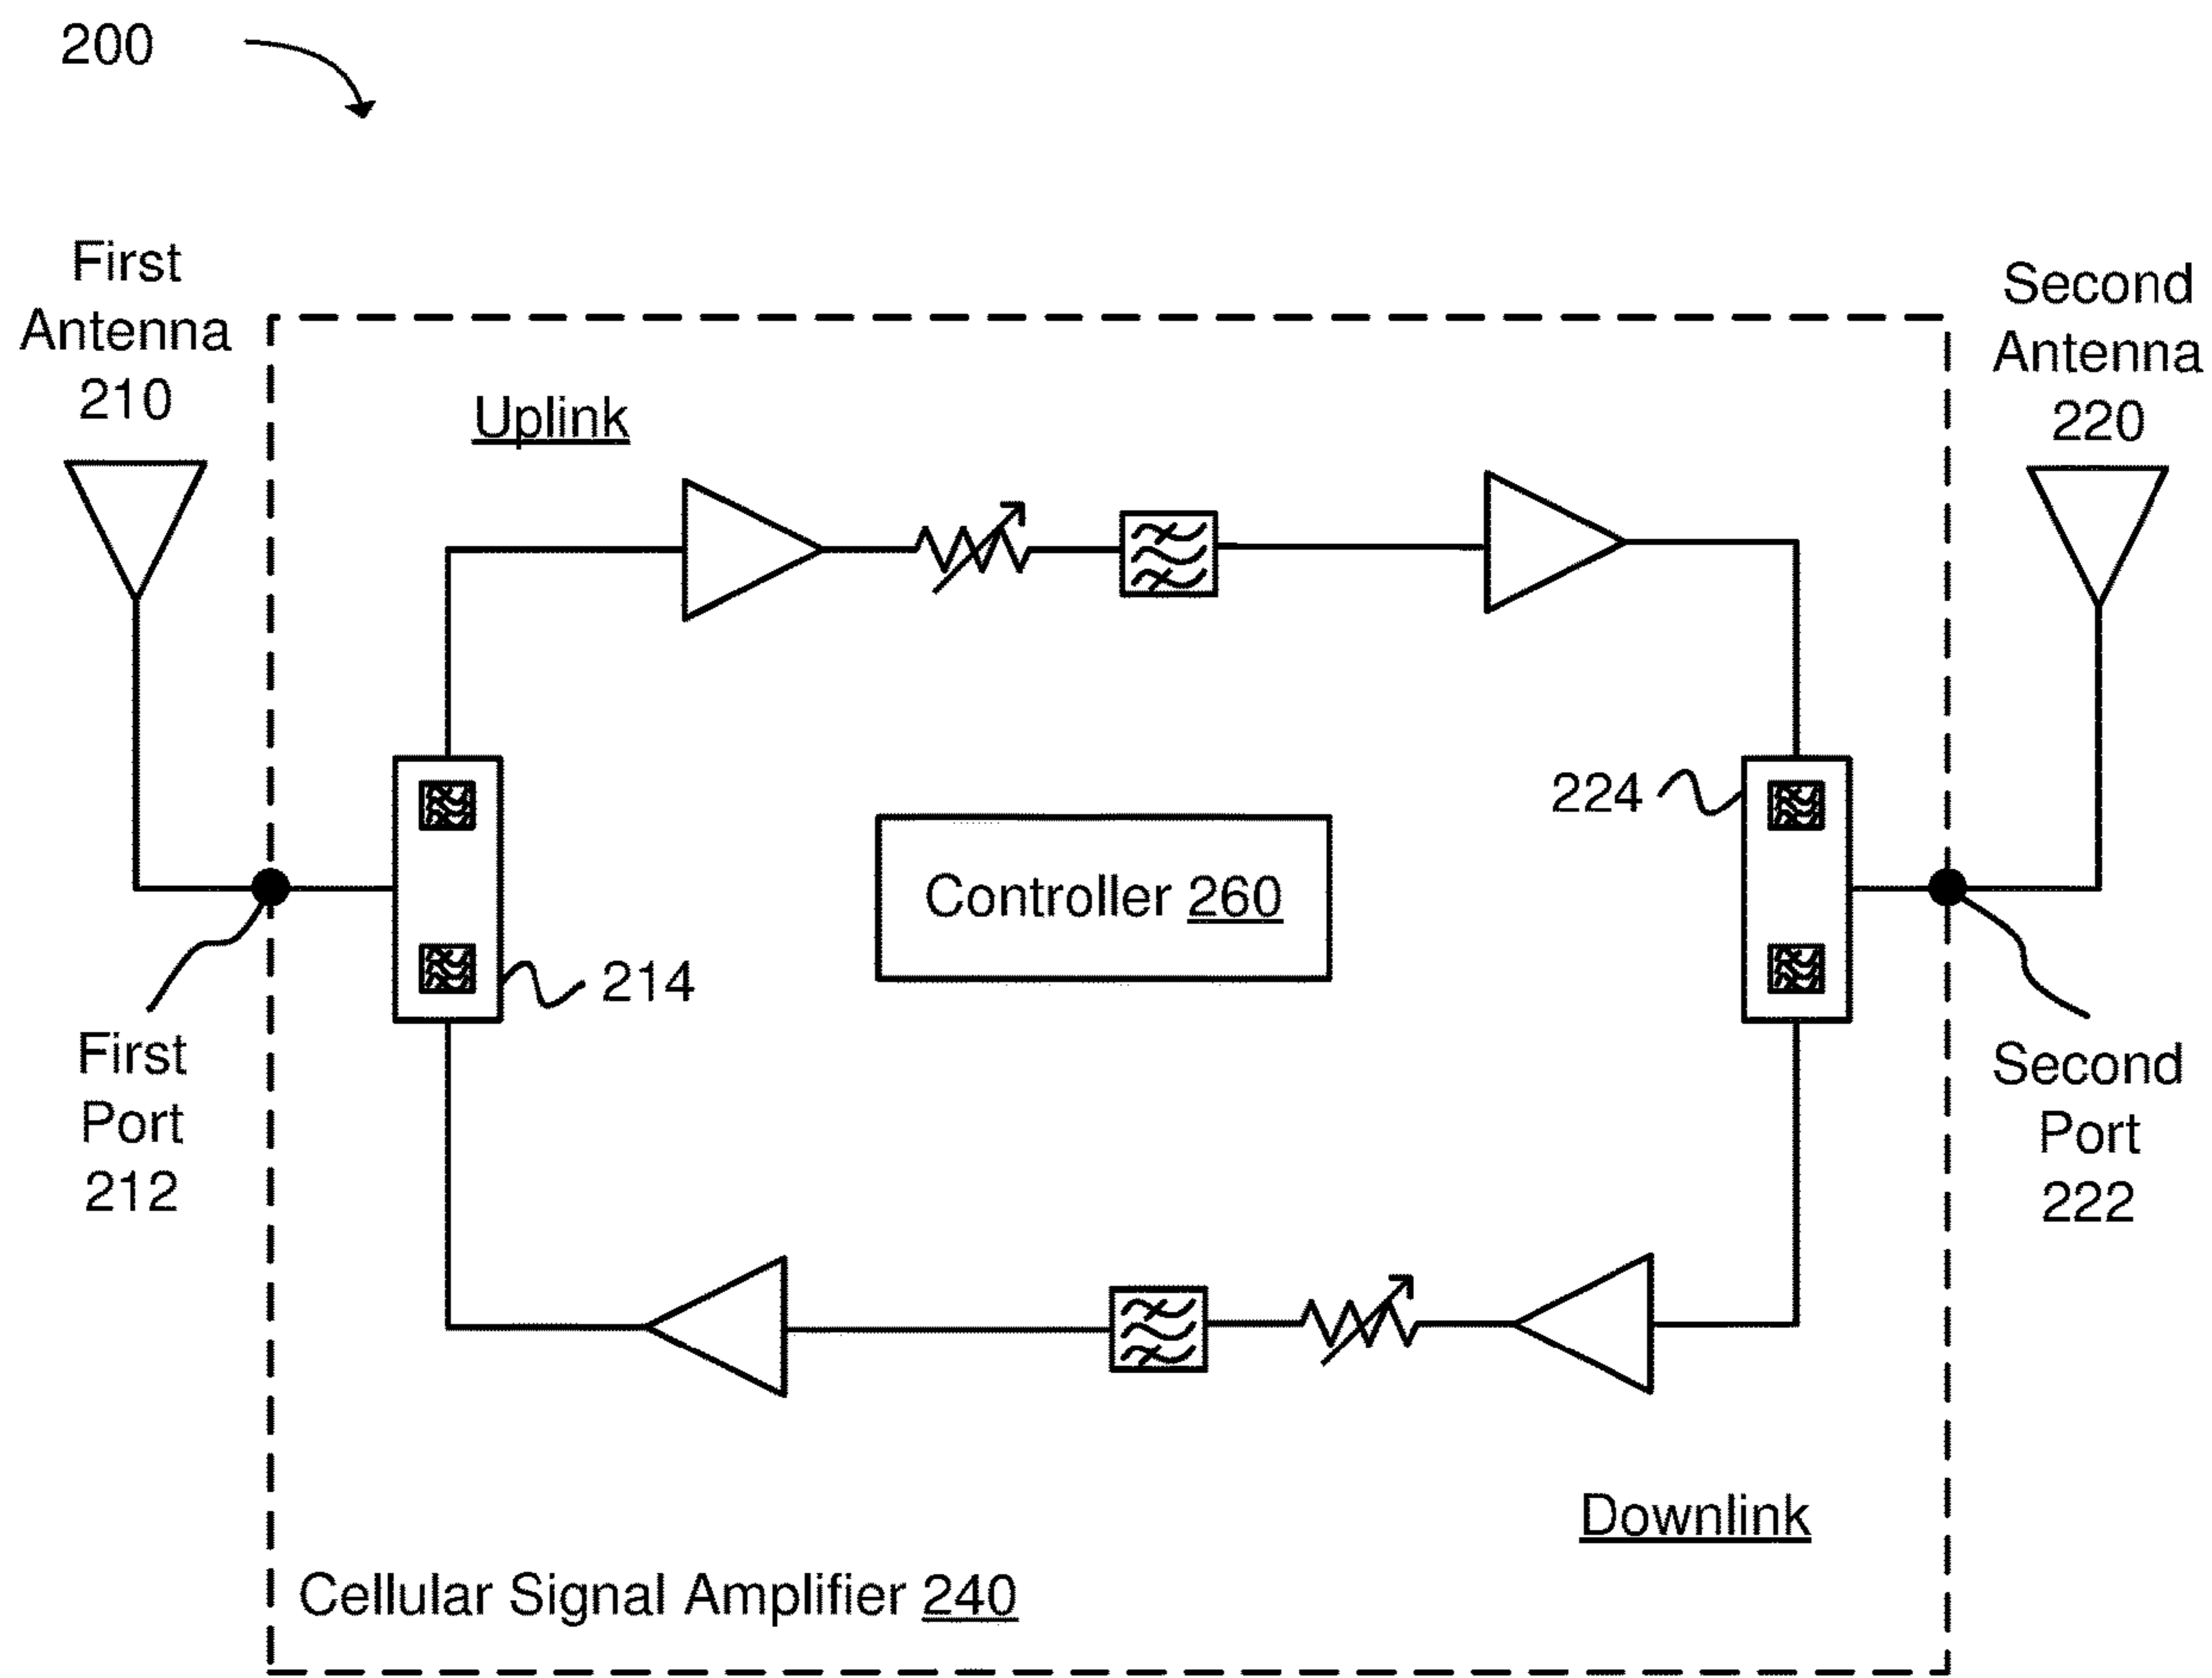 200
First
Antenna
210
Second
Antenna
220
Uplink
224
Controller 260
214
First
Port
212
Second
Port
222
Downlink
Cellular Signal Amplifier 240